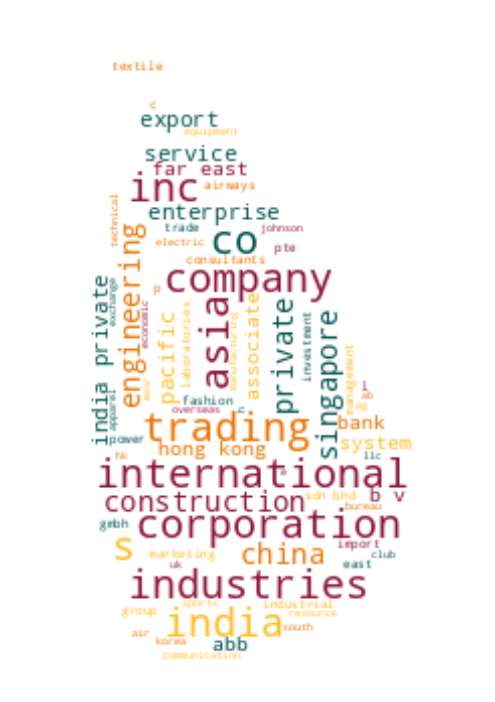 textile
c
export
equipment
service
far east
inc
airways
enterprise
technical
trade
johnson
co
electric
pte
engineering
consultants
company
india private
exchange
p
asia
economic
pacific
laboratories
manufacturing
associate
private
investment
singapore
management
wear
apparel
fashion
overseas
c
l
ab
trading
bank
power
hong kong
system
hk
llc
international
construction
sdn bhd
b v
bureau
gmbh
corporation
s
marketing
china
import
club
uk
east
industries
group
sports
industrial
resource
india
south
air
korea
abb
communication